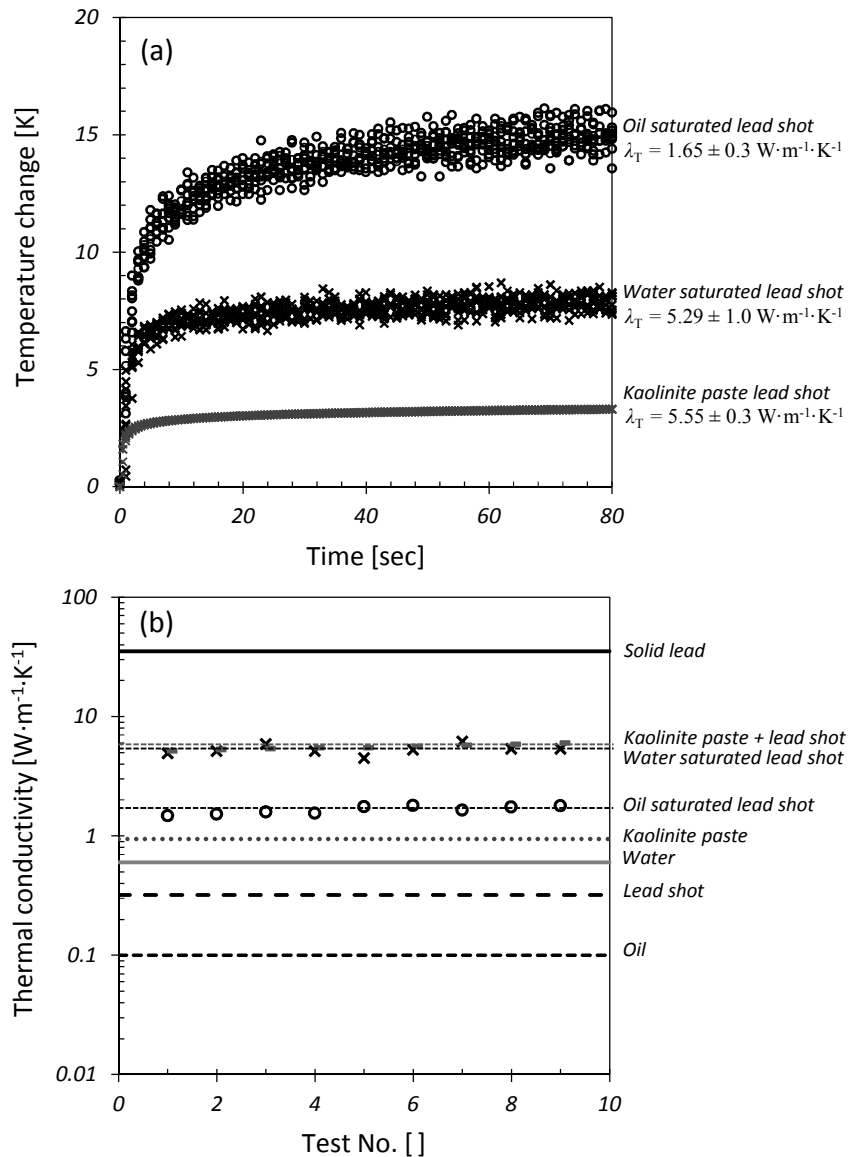 (a)
Temperature change [K]
20
15
10
5
0
0 20 40 60 80
Time [sec]
Oil saturated lead shot
λT = 1.65 ± 0.3 W·m-1·K-1
Water saturated lead shot
λT = 5.29 ± 1.0 W·m-1·K-1
Kaolinite paste lead shot
λT = 5.55 ± 0.3 W·m-1·K-1
(b)
Thermal conductivity [W·m-1·K-1]
100
10
1
0.1
0.01
0 2 4 6 8 10
Test No. [ ]
Solid lead
Kaolinite paste + lead shot
Water saturated lead shot
Oil saturated lead shot
Kaolinite paste
Water
Lead shot
Oil